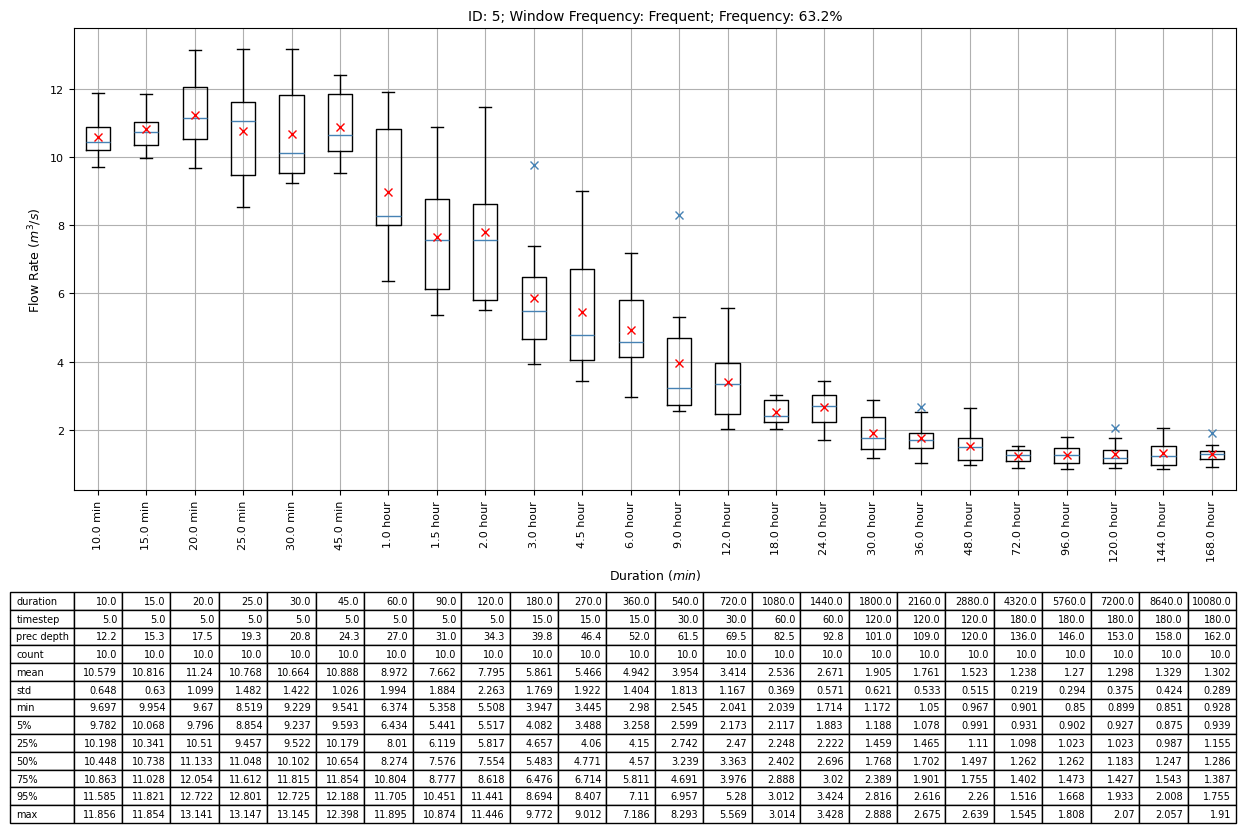 ID: 5; Window Frequency: Frequent; Frequency: 63.2%
12
10
8
6
4
2
Flow Rate (m³/s)
10.0 min 15.0 min 20.0 min 25.0 min 30.0 min 45.0 min 1.0 hour 1.5 hour 2.0 hour 3.0 hour 4.5 hour 6.0 hour 9.0 hour 12.0 hour 18.0 hour 24.0 hour 30.0 hour 36.0 hour 48.0 hour 72.0 hour 96.0 hour 120.0 hour 144.0 hour 168.0 hour
Duration (min)
duration 10.0 15.0 20.0 25.0 30.0 45.0 60.0 90.0 120.0 180.0 270.0 360.0 540.0 720.0 1080.0 1440.0 1800.0 2160.0 2880.0 4320.0 5760.0 7200.0 8640.0 10080.0
timestep 5.0 5.0 5.0 5.0 5.0 5.0 5.0 5.0 5.0 15.0 15.0 15.0 30.0 30.0 60.0 60.0 120.0 120.0 120.0 180.0 180.0 180.0 180.0 180.0
prec depth 12.2 15.3 17.5 19.3 20.8 24.3 27.0 31.0 34.3 39.8 46.4 52.0 61.5 69.5 82.5 92.8 101.0 109.0 120.0 136.0 146.0 153.0 158.0 162.0
count 10.0 10.0 10.0 10.0 10.0 10.0 10.0 10.0 10.0 10.0 10.0 10.0 10.0 10.0 10.0 10.0 10.0 10.0 10.0 10.0 10.0 10.0 10.0 10.0
mean 10.579 10.816 11.24 10.768 10.664 10.888 8.972 7.662 7.795 5.861 5.466 4.942 3.954 3.414 2.536 2.671 1.905 1.761 1.523 1.238 1.27 1.298 1.329 1.302
std 0.648 0.63 1.099 1.482 1.422 1.026 1.994 1.884 2.263 1.769 1.922 1.404 1.813 1.167 0.369 0.571 0.621 0.533 0.515 0.219 0.294 0.375 0.424 0.289
min 9.697 9.954 9.67 8.519 9.229 9.541 6.374 5.358 5.508 3.947 3.445 2.98 2.545 2.041 2.039 1.714 1.172 1.05 0.967 0.901 0.85 0.899 0.851 0.928
5% 9.782 10.068 9.796 8.854 9.237 9.593 6.434 5.441 5.517 4.082 3.488 3.258 2.599 2.173 2.117 1.883 1.188 1.078 0.991 0.931 0.902 0.927 0.875 0.939
25% 10.198 10.341 10.51 9.457 9.522 10.179 8.01 6.119 5.817 4.657 4.06 4.15 2.742 2.47 2.248 2.222 1.459 1.465 1.11 1.098 1.023 1.023 0.987 1.155
50% 10.448 10.738 11.133 11.048 10.102 10.654 8.274 7.576 7.554 5.483 4.771 4.57 3.239 3.363 2.402 2.696 1.768 1.702 1.497 1.262 1.262 1.183 1.247 1.286
75% 10.863 11.028 12.054 11.612 11.815 11.854 10.804 8.777 8.618 6.476 6.714 5.811 4.691 3.976 2.888 3.02 2.389 1.901 1.755 1.402 1.473 1.427 1.543 1.387
95% 11.585 11.821 12.722 12.801 12.725 12.188 11.705 10.451 11.441 8.694 8.407 7.11 6.957 5.28 3.012 3.424 2.816 2.616 2.26 1.516 1.668 1.933 2.008 1.755
max 11.856 11.854 13.141 13.147 13.145 12.398 11.895 10.874 11.446 9.772 9.012 7.186 8.293 5.569 3.014 3.428 2.888 2.675 2.639 1.545 1.808 2.07 2.057 1.91